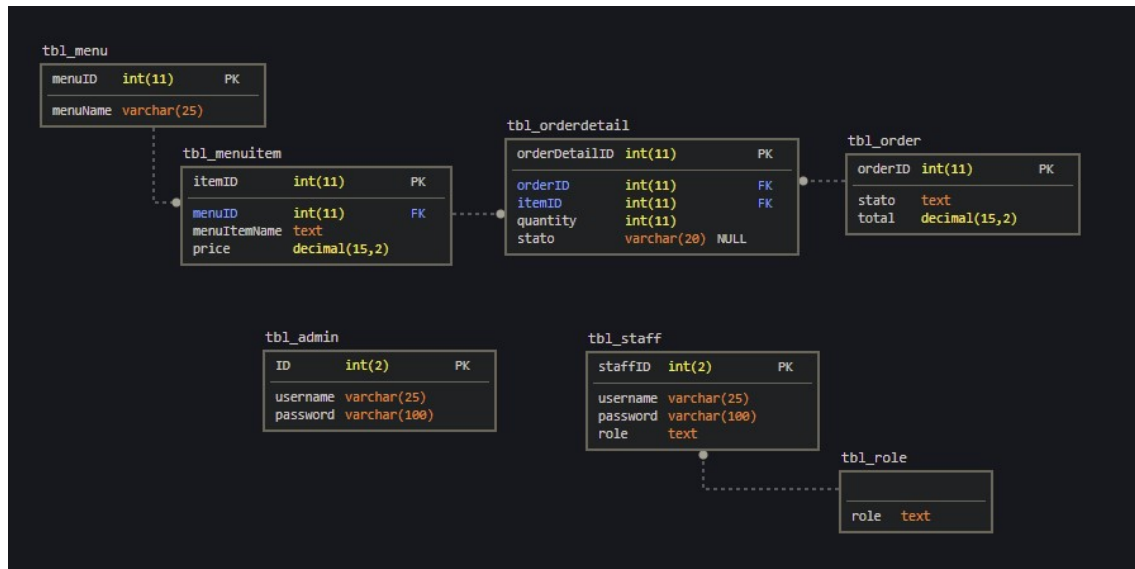 tbl_menu
menuID int(11) PK
menuName varchar(25)
tbl_menuitem
itemID int(11) PK
menuID int(11) FK
menuItemName text
price decimal(15,2)
tbl_orderdetail
orderDetailID int(11) PK
orderID int(11) FK
itemID int(11) FK
quantity int(11)
stato varchar(20) NULL
tbl_order
orderID int(11) PK
stato text
total decimal(15,2)
tbl_admin
ID int(2) PK
username varchar(25)
password varchar(100)
tbl_staff
staffID int(2) PK
username varchar(25)
password varchar(100)
role text
tbl_role
role text